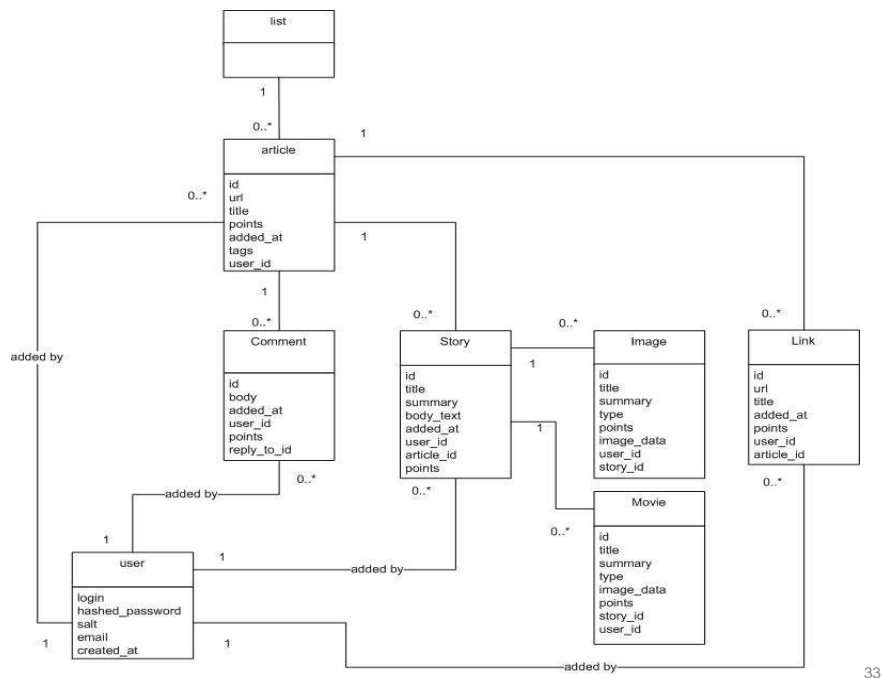 list
1
0..*
1
article
id
url
title
points
added_at
tags
user_id
0..*
1
1
0..*
0..*
0..*
0..*
Comment
id
body
added_at
user_id
points
reply_to_id
Story
id
title
summary
body_text
added_at
user_id
article_id
points
1
1
Image
id
title
summary
type
points
image_data
user_id
story_id
Link
id
url
title
added_at
points
user_id
article_id
added by
0..*
0..*
0..*
added by
0..*
Movie
id
title
summary
type
image_data
points
story_id
user_id
1
1
user
login
hashed_password
salt
email
created_at
added by
1
1
added by
33